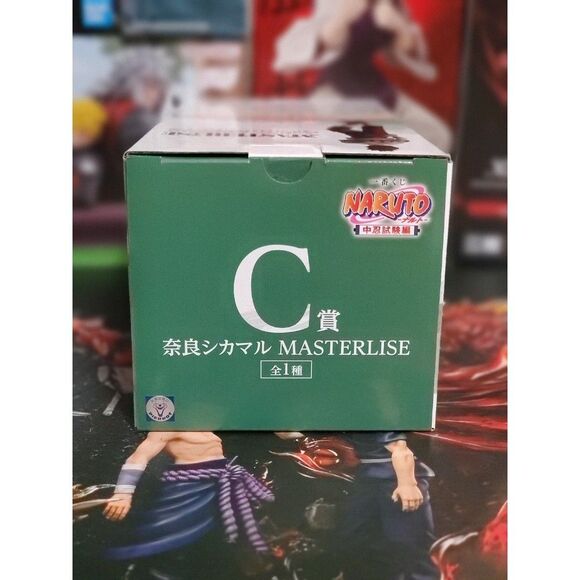 一番くじ
NARUTO
-ナルト-
中忍試験編
C賞
奈良シカマル MASTERLISE
全1種